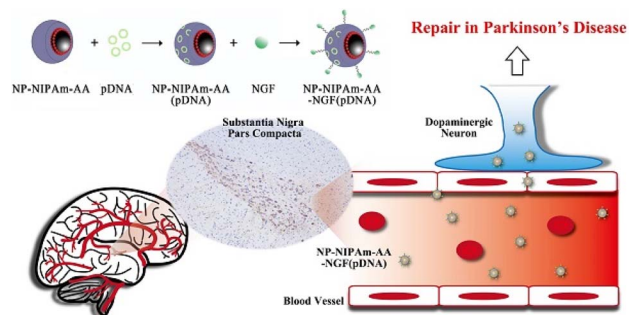 Repair in Parkinson's Disease
+
+
NP-NIPAm-AA
pDNA
NP-NIPAm-AA
(pDNA)
NGF
NP-NIPAm-AA
-NGF(pDNA)
Substantia Nigra
Pars Compacta
Dopaminergic
Neuron
NP-NIPAm-AA
-NGF(pDNA)
Blood Vessel